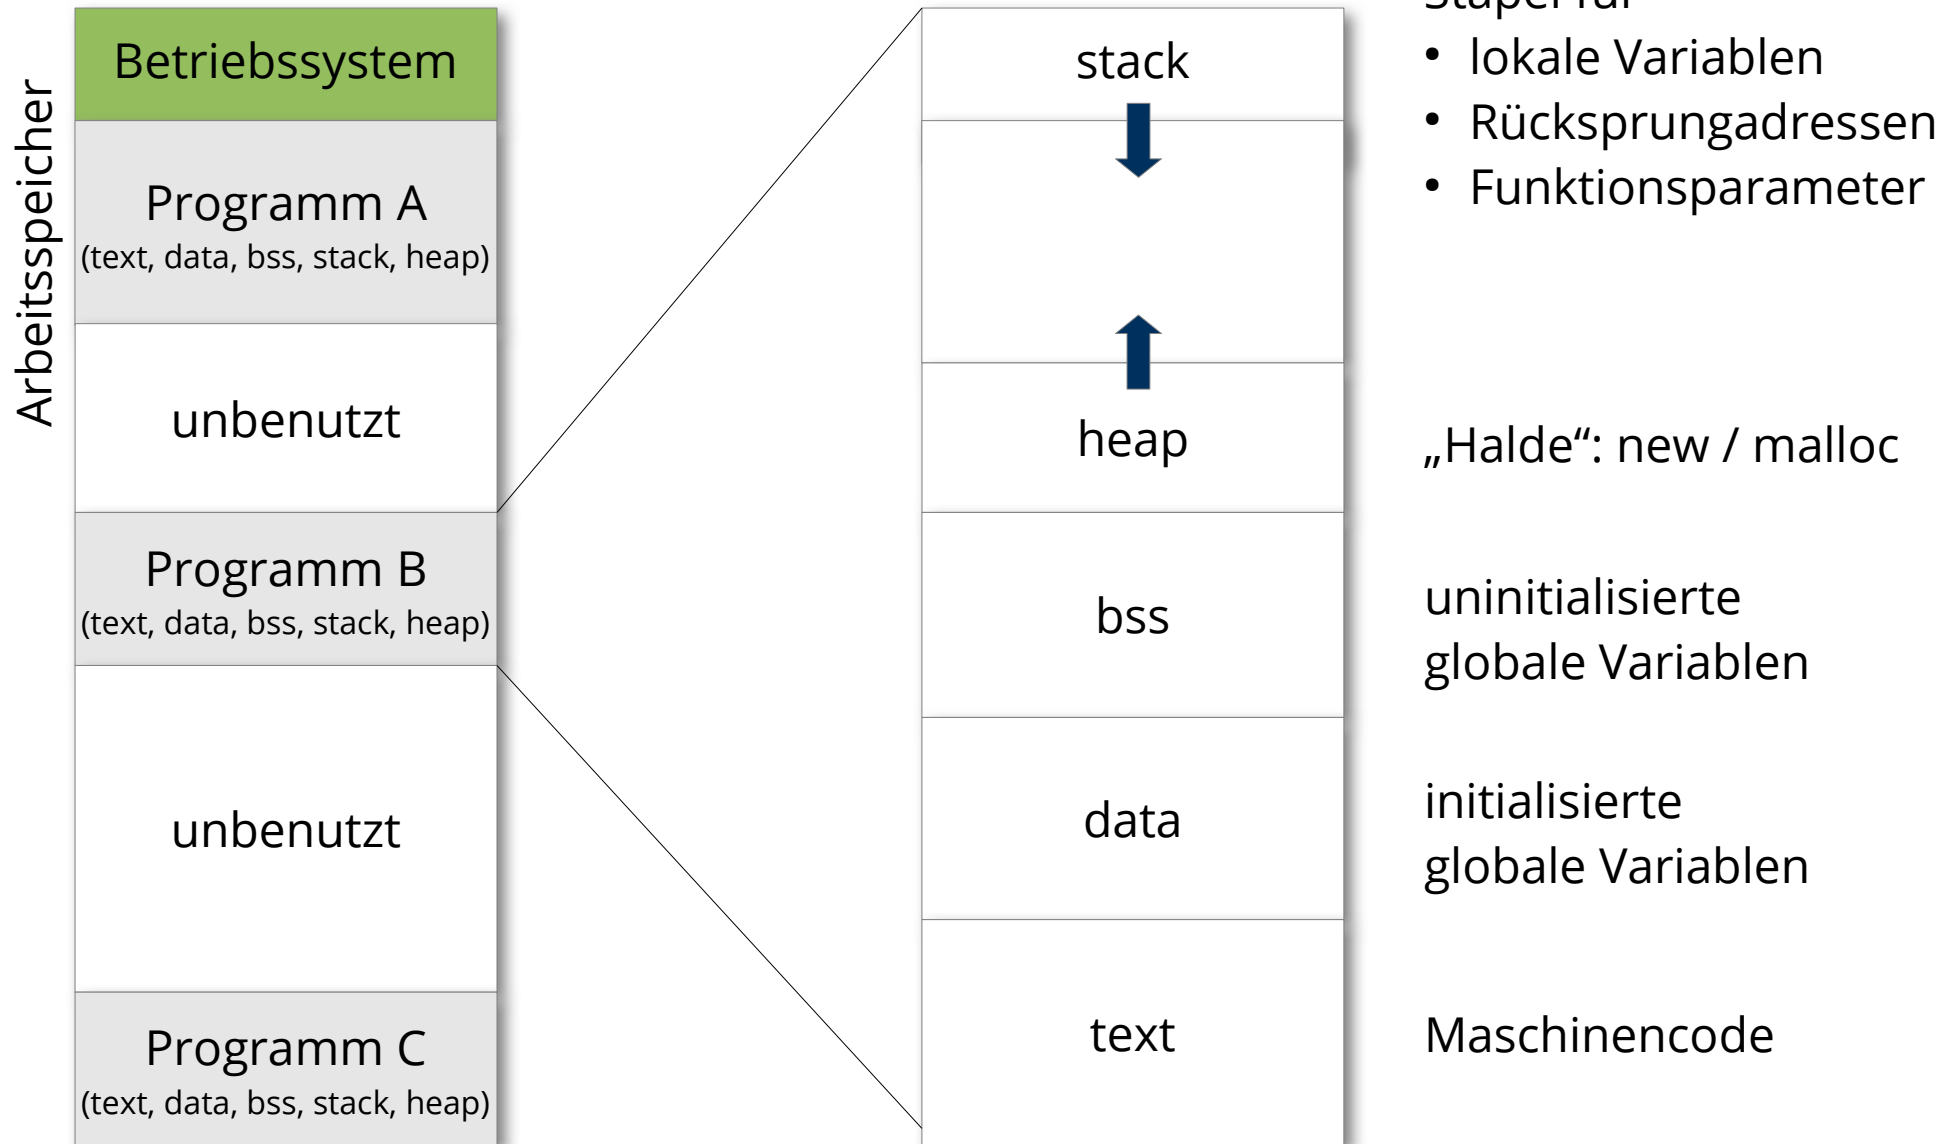 Arbeitsspeicher
Betriebssystem
Programm A
(text, data, bss, stack, heap)
unbenutzt
Programm B
(text, data, bss, stack, heap)
unbenutzt
Programm C
(text, data, bss, stack, heap)
stack
heap
bss
data
text
Stapel für
• lokale Variablen
• Rücksprungadressen
• Funktionsparameter
„Halde“: new / malloc
uninitialisierte
globale Variablen
initialisierte
globale Variablen
Maschinencode